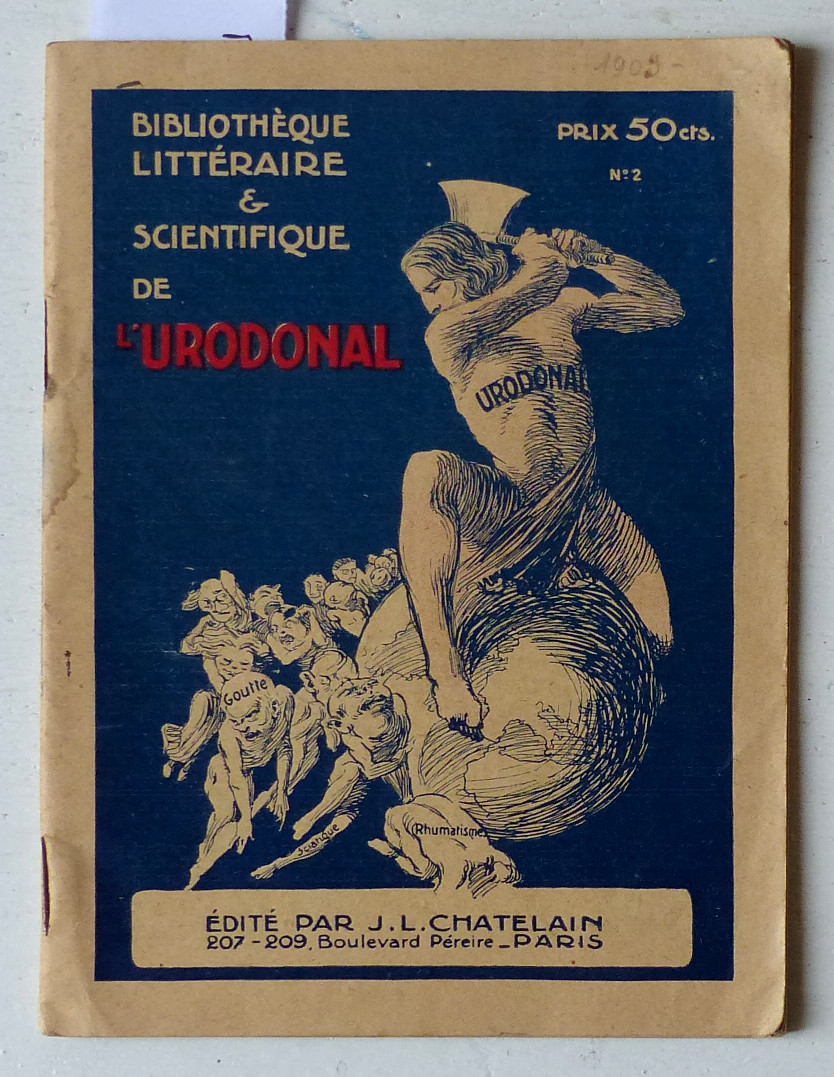 BIBLIOTHÈQUE
LITTÉRAIRE
&
SCIENTIFIQUE
DE
L'URODONAL
PRIX 50 cts.
Nº 2
URODONAL
Goutte
Sciatique
Rhumatisme
ÉDITÉ PAR J.L. CHATELAIN
207-209, Boulevard Péreire _ PARIS